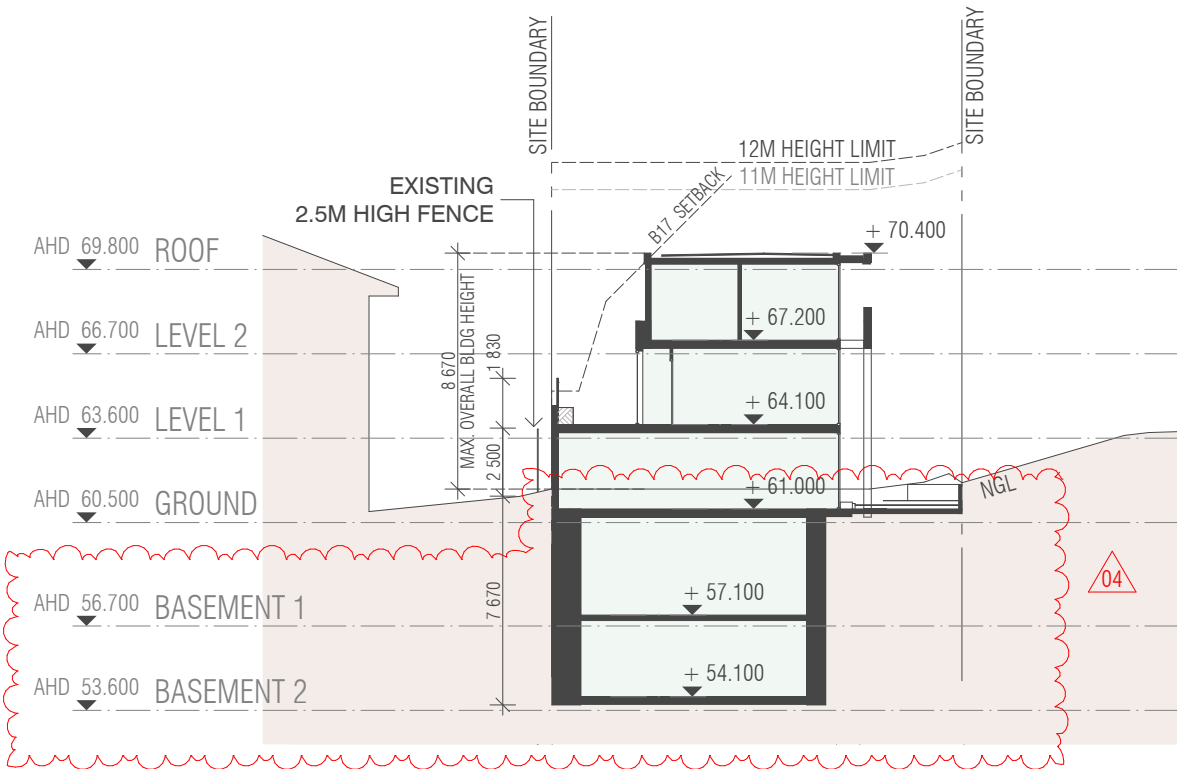 SITE BOUNDARY
SITE BOUNDARY
12M HEIGHT LIMIT
11M HEIGHT LIMIT
B17 SETBACK
EXISTING
2.5M HIGH FENCE
+ 70.400
AHD 69.800 ROOF
+ 67.200
AHD 66.700 LEVEL 2
8 670
MAX. OVERALL BLDG HEIGHT
1 830
+ 64.100
AHD 63.600 LEVEL 1
2 500
+ 61.000
NGL
AHD 60.500 GROUND
04
7 670
+ 57.100
AHD 56.700 BASEMENT 1
+ 54.100
AHD 53.600 BASEMENT 2